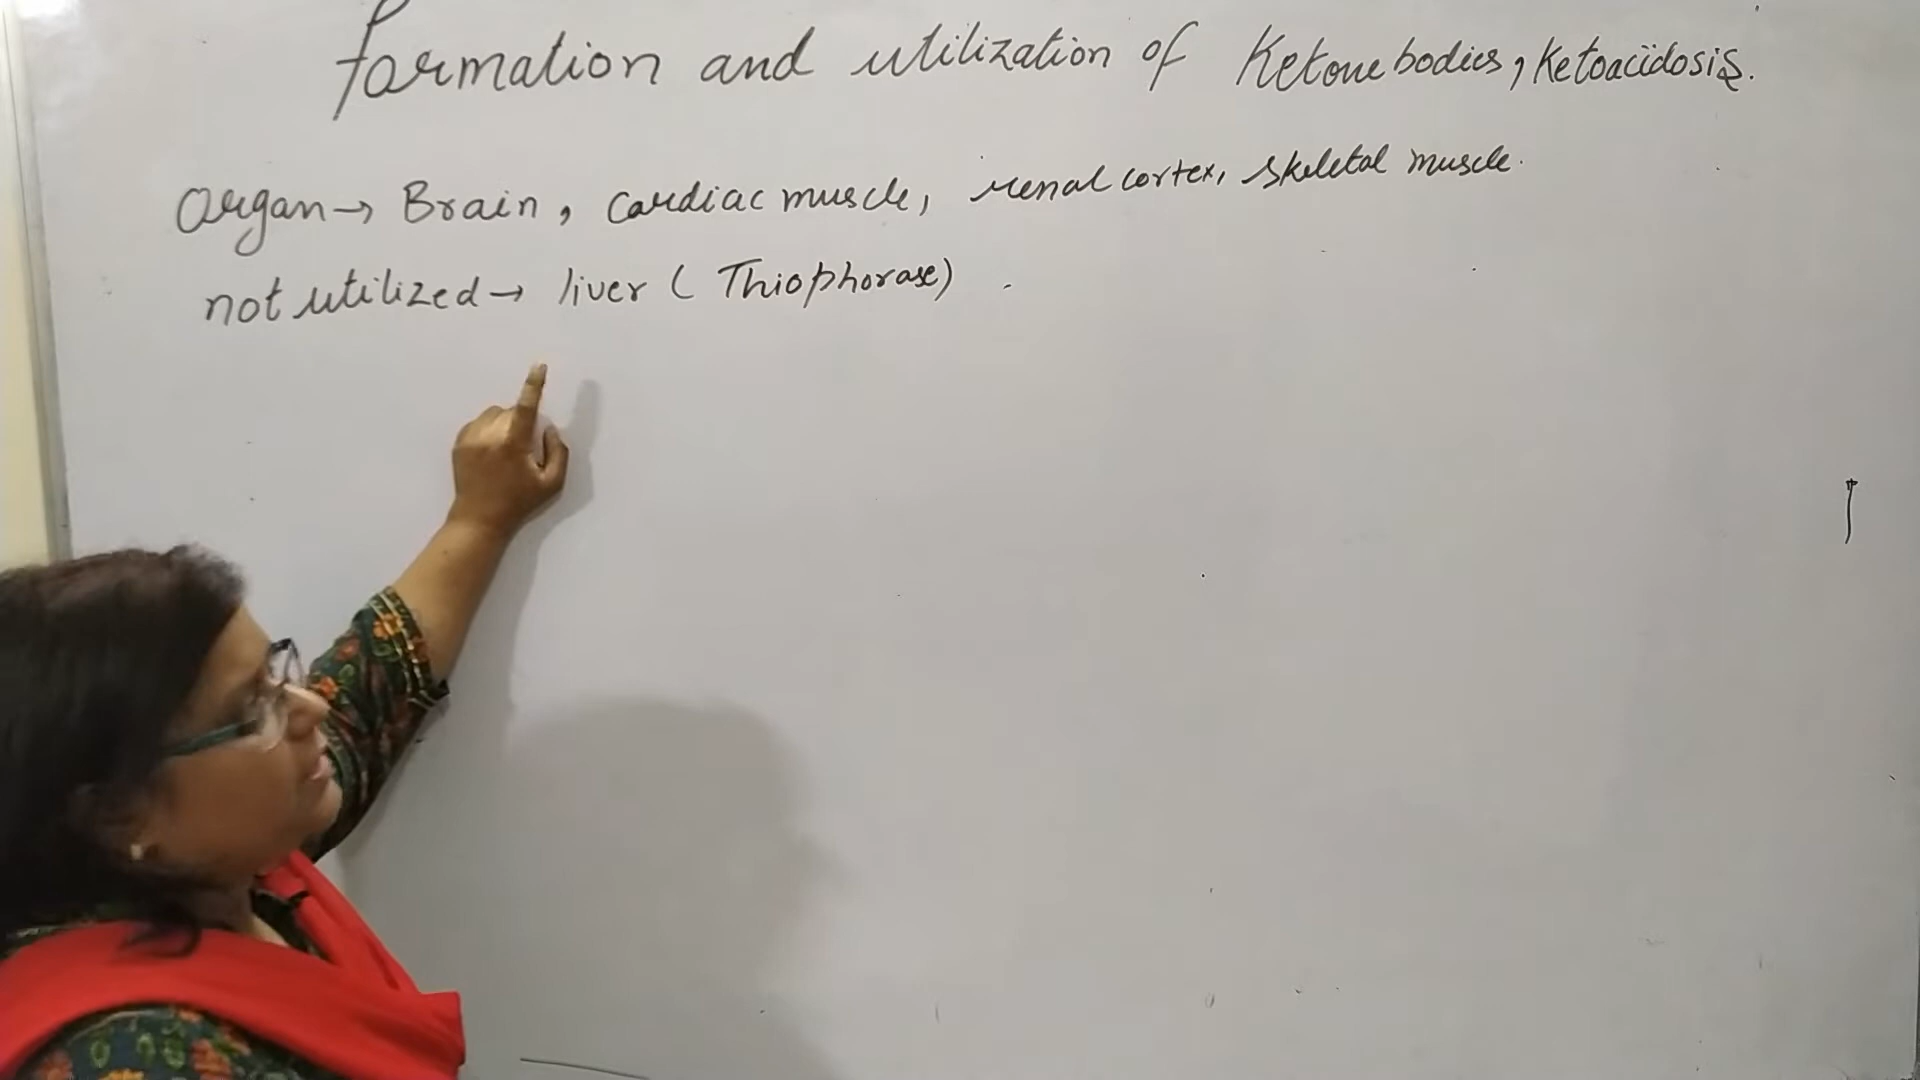 Formation and utilization of Ketone bodies, Ketoacidosis.
Organ → Brain, cardiac muscle, renal cortex, skeletal muscle.
not utilized → liver ( Thiophorase) .